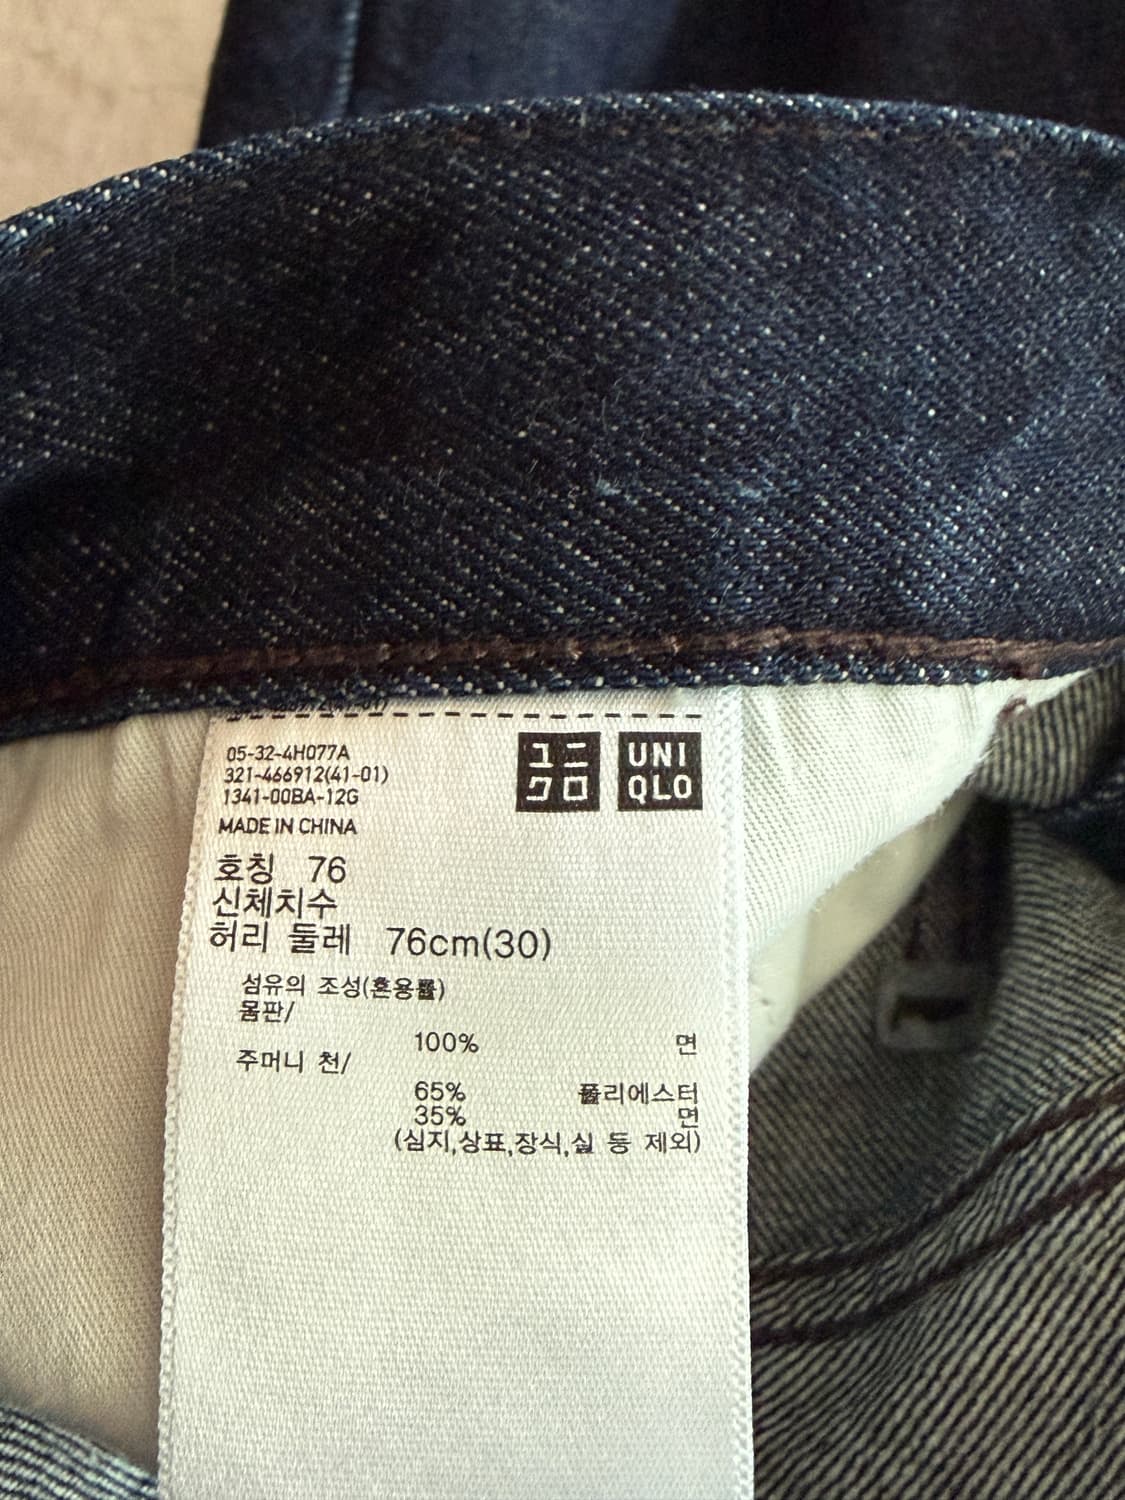 05-32-4H077A
321-466912(41-01)
1341-00BA-12G
MADE IN CHINA
ユニ
クロ
UNI
QLO
호칭 76
신체치수
허리 둘레 76cm(30)
섬유의 조성(혼용률)
몸판/
100% 면
주머니 천/
65% 폴리에스터
35% 면
(심지,상표,장식,실 등 제외)